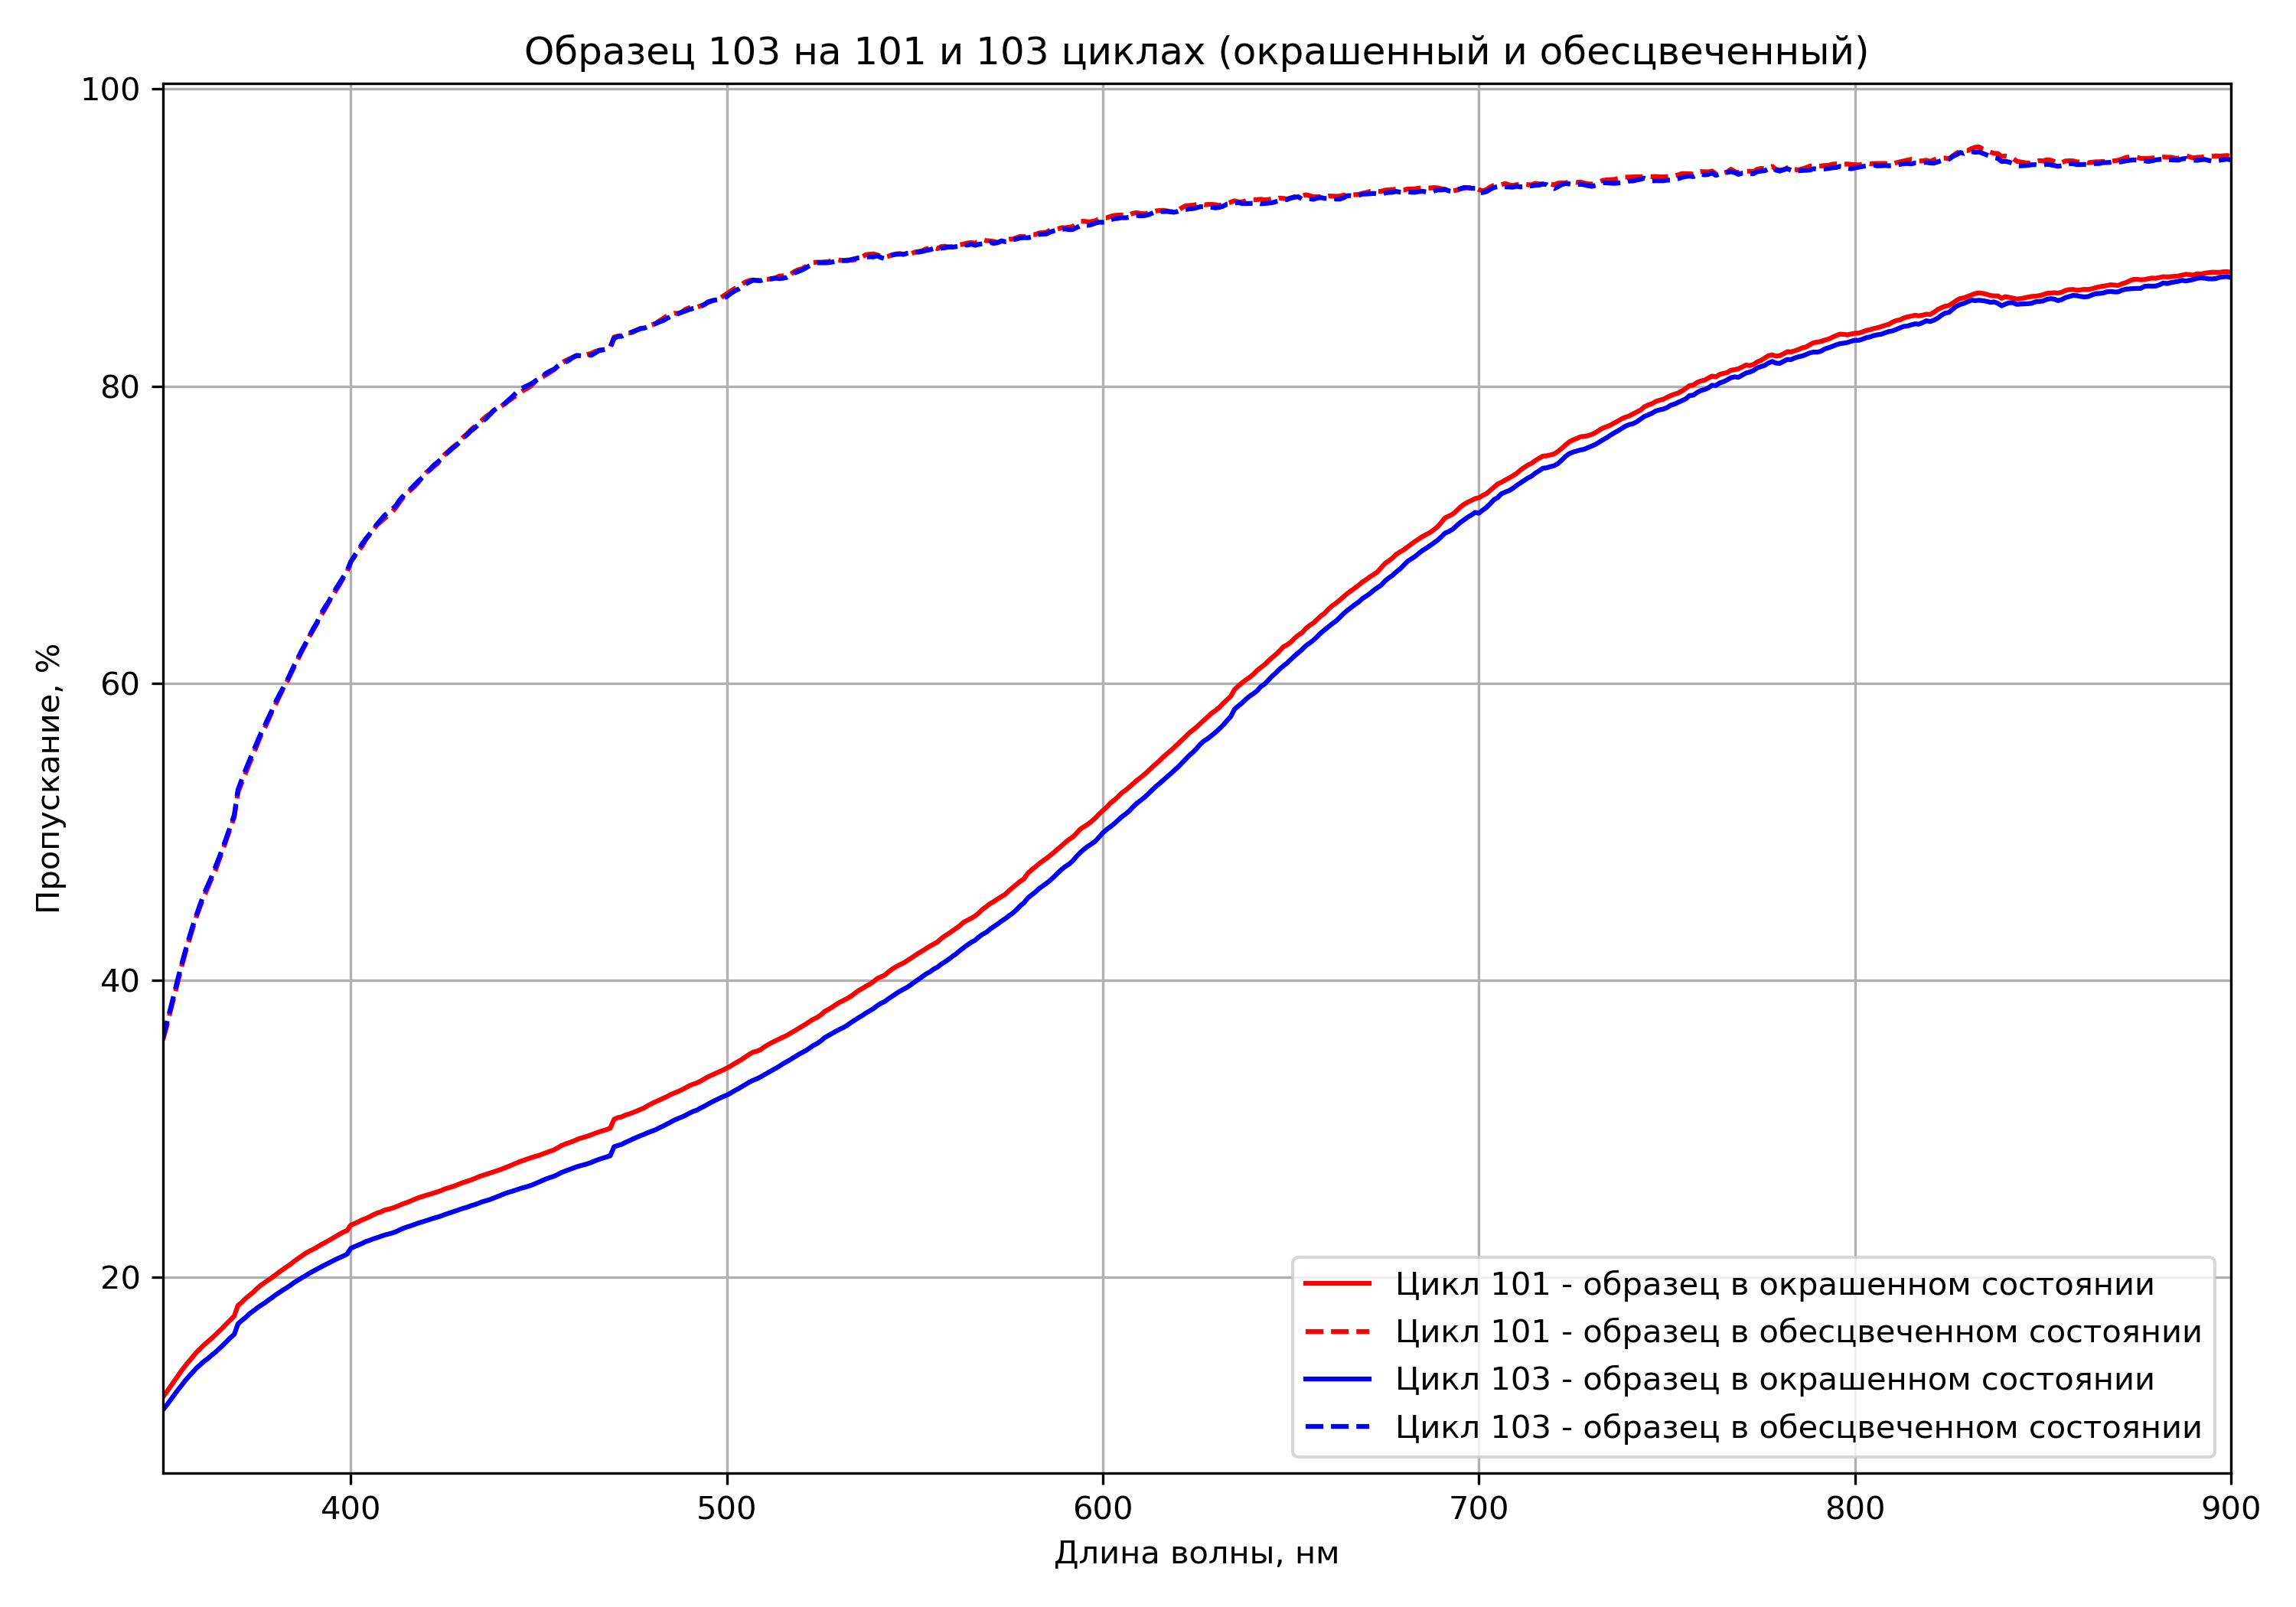 Образец 103 на 101 и 103 циклах (окрашенный и обесцвеченный)
100
80
60
40
20
Пропускание, %
400 500 600 700 800 900
Длина волны, нм
Цикл 101 - образец в окрашенном состоянии
Цикл 101 - образец в обесцвеченном состоянии
Цикл 103 - образец в окрашенном состоянии
Цикл 103 - образец в обесцвеченном состоянии